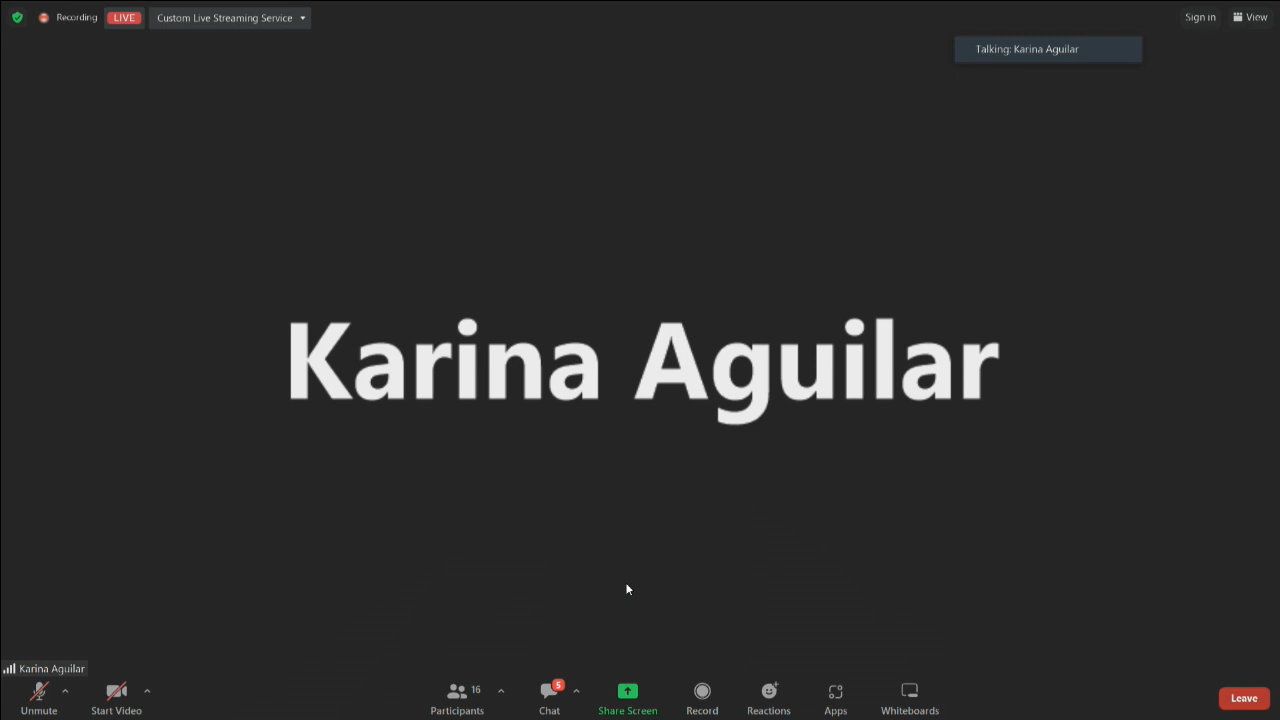 Recording LIVE Custom Live Streaming Service Sign in View
Talking: Karina Aguilar
Karina Aguilar
Karina Aguilar
16 5
Unmute Start Video Participants Chat Share Screen Record Reactions Apps Whiteboards Leave